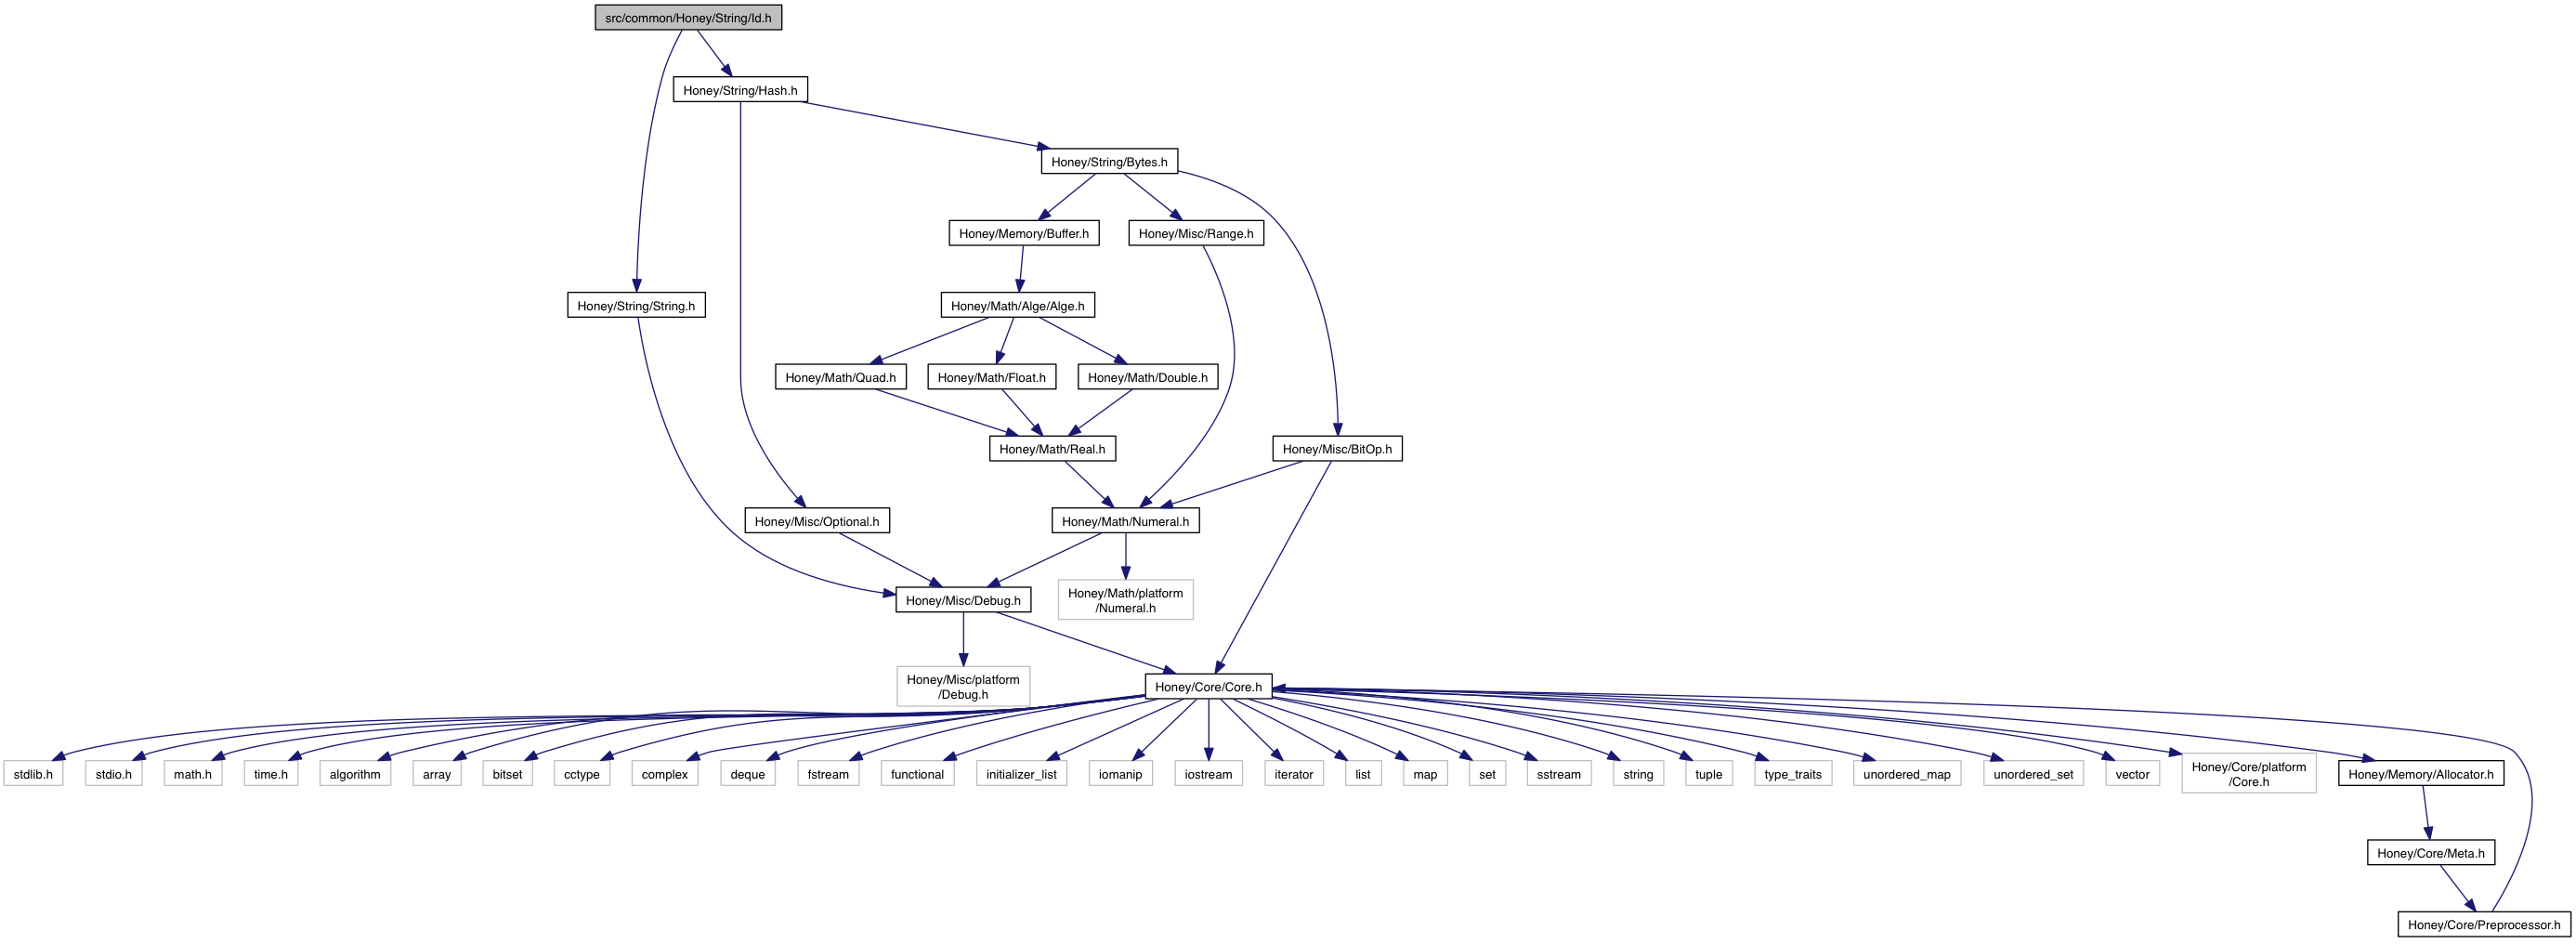 src/common/Honey/String/Id.h
Honey/String/Hash.h
Honey/String/Bytes.h
Honey/Memory/Buffer.h
Honey/Misc/Range.h
Honey/String/String.h
Honey/Math/Alge/Alge.h
Honey/Math/Quad.h
Honey/Math/Float.h
Honey/Math/Double.h
Honey/Math/Real.h
Honey/Misc/BitOp.h
Honey/Misc/Optional.h
Honey/Math/Numeral.h
Honey/Misc/Debug.h
Honey/Math/platform
/Numeral.h
Honey/Misc/platform
/Debug.h
Honey/Core/Core.h
stdlib.h
stdio.h
math.h
time.h
algorithm
array
bitset
cctype
complex
deque
fstream
functional
initializer_list
iomanip
iostream
iterator
list
map
set
sstream
string
tuple
type_traits
unordered_map
unordered_set
vector
Honey/Core/platform
/Core.h
Honey/Memory/Allocator.h
Honey/Core/Meta.h
Honey/Core/Preprocessor.h